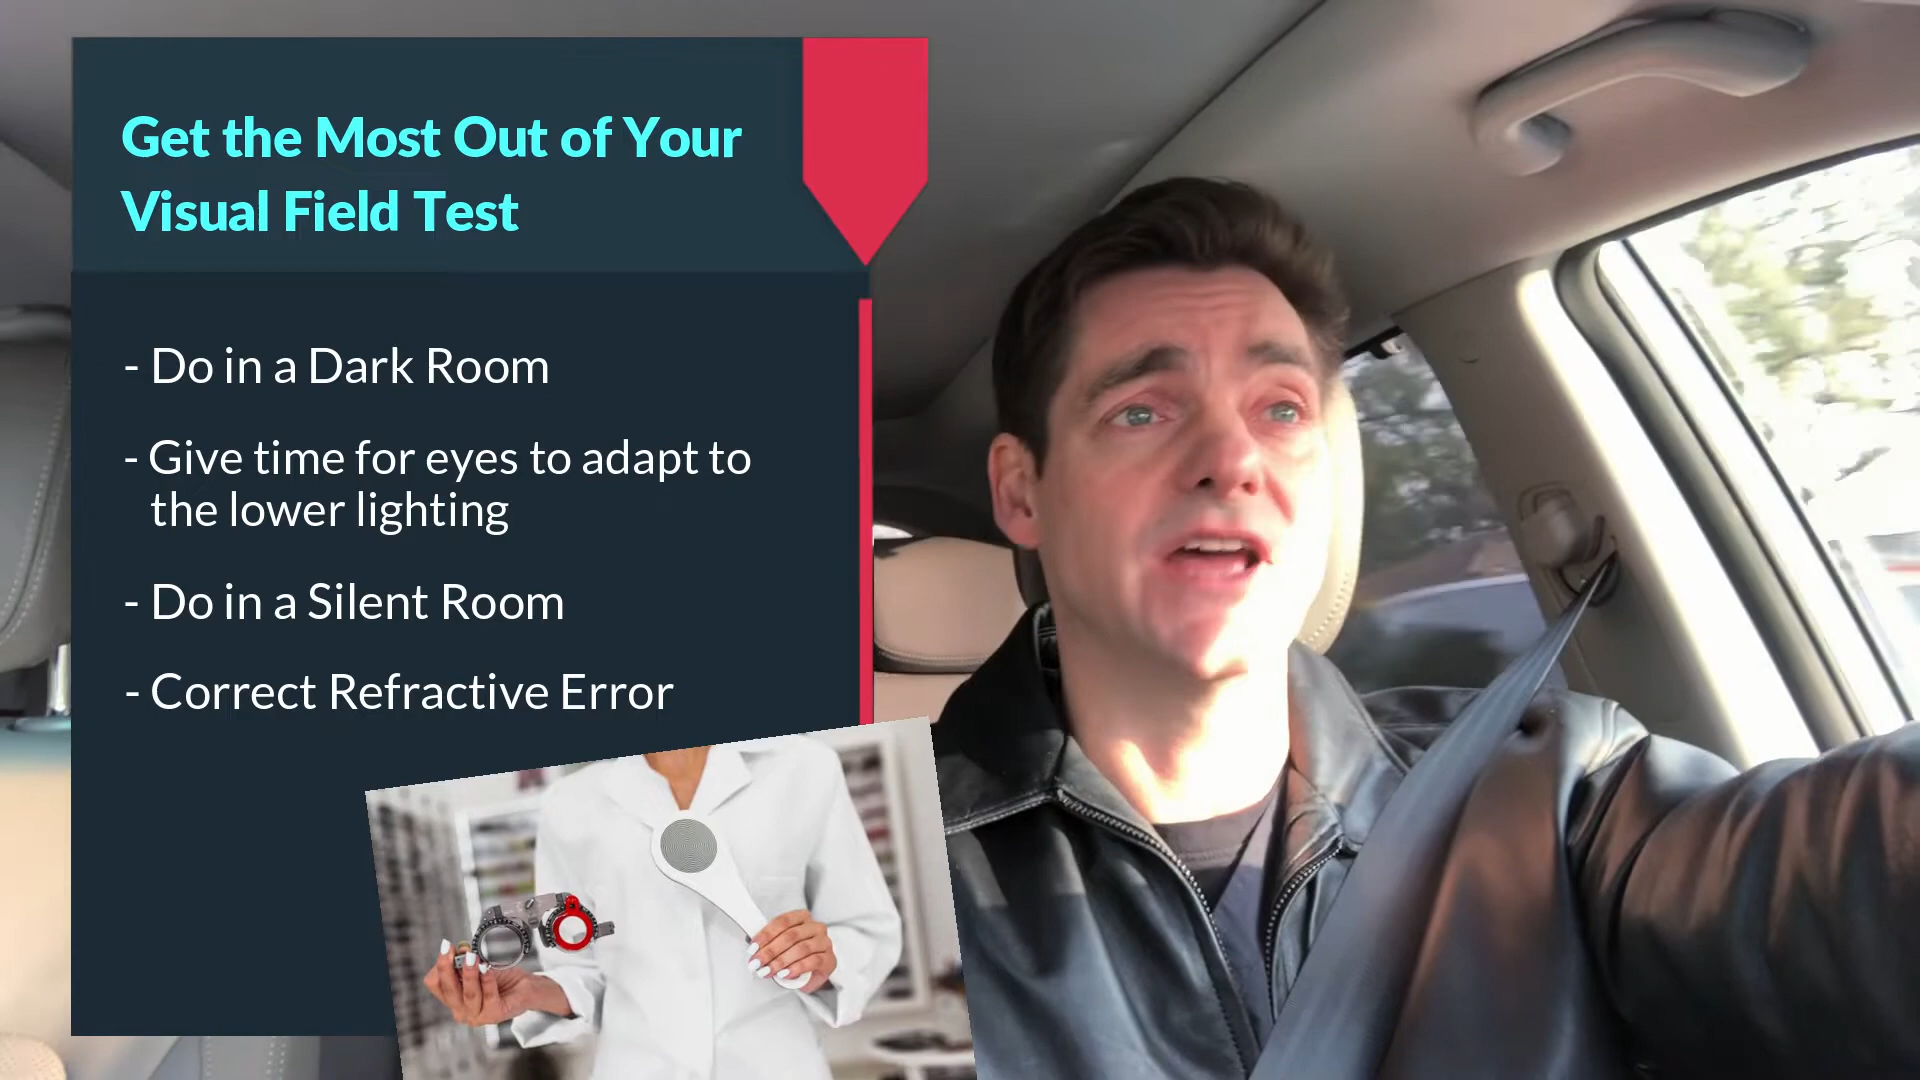 Get the Most Out of Your
Visual Field Test
- Do in a Dark Room
- Give time for eyes to adapt to
the lower lighting
- Do in a Silent Room
- Correct Refractive Error